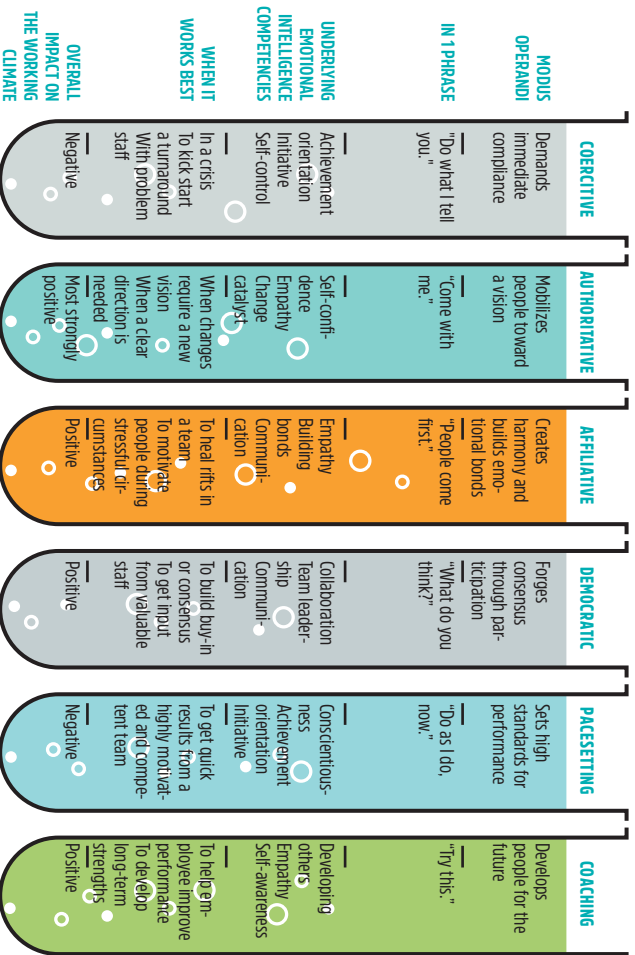 MODUS
OPERANDI
IN 1 PHRASE
UNDERLYING
EMOTIONAL
INTELLIGENCE
COMPETENCIES
WHEN IT
WORKS BEST
OVERALL
IMPACT ON
THE WORKING
CLIMATE
COERCITIVE
Demands
immediate
compliance
"Do what I tell
you."
Achievement
orientation
Initiative
Self-control
In a crisis
To kick start
a turnaround
With problem
staff
Negative
AUTHORITATIVE
Mobilizes
people toward
a vision
"Come with
me."
Self-confi-
dence
Empathy
Change
catalyst
When changes
require a new
vision
When a clear
direction is
needed
Most strongly
positive
AFFILIATIVE
Creates
harmony and
builds emo-
tional bonds
"People come
first."
Empathy
Building
bonds
Communi-
cation
To heal rifts in
a team
To motivate
people during
stressful cir-
cumstances
Positive
DEMOCRATIC
Forges
consensus
through par-
ticipation
"What do you
think?"
Collaboration
Team leader-
ship
Communi-
cation
To build buy-in
or consensus
To get input
from valuable
staff
Positive
PACESETTING
Sets high
standards for
performance
"Do as I do,
now."
Conscientious-
ness
Achievement
orientation
Initiative
To get quick
results from a
highly motivat-
ed and compe-
tent team
Negative
COACHING
Develops
people for the
future
"Try this."
Developing
others
Empathy
Self-awareness
To help em-
ployee improve
performance
To develop
long-term
strengths
Positive